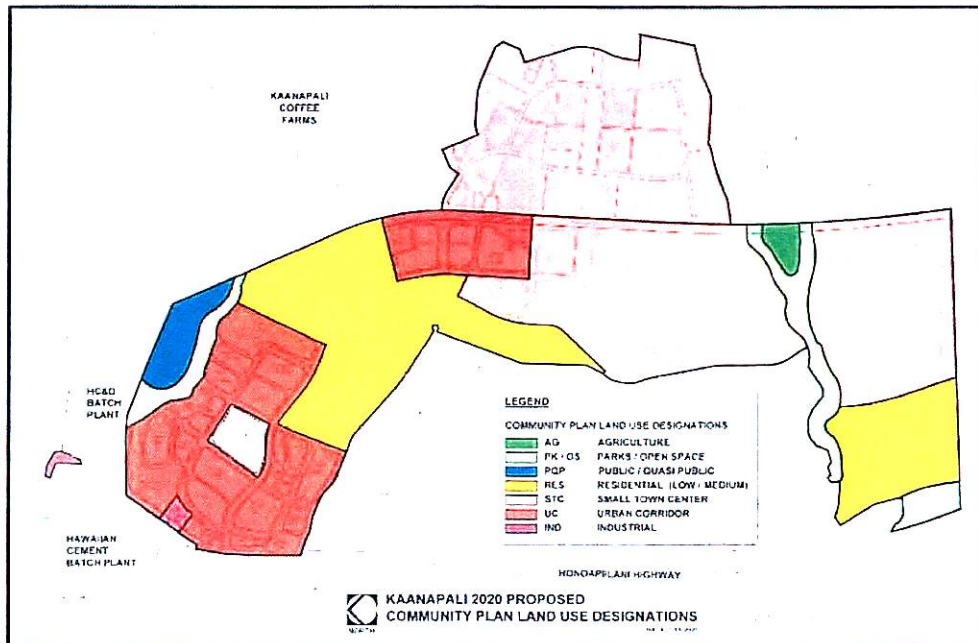 KAANAPALI
COFFEE
FARMS
HC&D
BATCH
PLANT
HAWAIIAN
CEMENT
BATCH PLANT
LEGEND
COMMUNITY PLAN LAND USE DESIGNATIONS
AG AGRICULTURE
PK / OS PARKS / OPEN SPACE
PQP PUBLIC / QUASI PUBLIC
RES RESIDENTIAL (LOW / MEDIUM)
STC SMALL TOWN CENTER
UC URBAN CORRIDOR
IND INDUSTRIAL
HONOAPIILANI HIGHWAY
NORTH
KAANAPALI 2020 PROPOSED
COMMUNITY PLAN LAND USE DESIGNATIONS